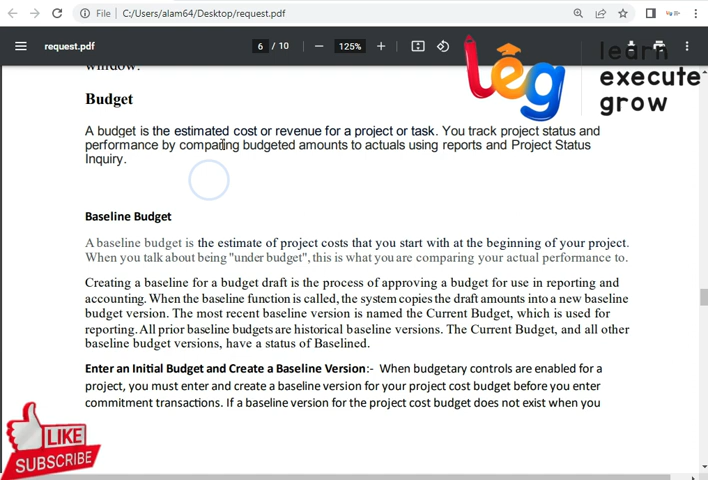 File
C:/Users/alam64/Desktop/request.pdf
request.pdf
6 / 10
125%
leg
learn
execute
grow
window.
Budget
A budget is the estimated cost or revenue for a project or task. You track project status and
performance by comparing budgeted amounts to actuals using reports and Project Status
Inquiry.
Baseline Budget
A baseline budget is the estimate of project costs that you start with at the beginning of your project.
When you talk about being "under budget", this is what you are comparing your actual performance to.
Creating a baseline for a budget draft is the process of approving a budget for use in reporting and
accounting. When the baseline function is called, the system copies the draft amounts into a new baseline
budget version. The most recent baseline version is named the Current Budget, which is used for
reporting. All prior baseline budgets are historical baseline versions. The Current Budget, and all other
baseline budget versions, have a status of Baselined.
Enter an Initial Budget and Create a Baseline Version:- When budgetary controls are enabled for a
project, you must enter and create a baseline version for your project cost budget before you enter
commitment transactions. If a baseline version for the project cost budget does not exist when you
LIKE
SUBSCRIBE